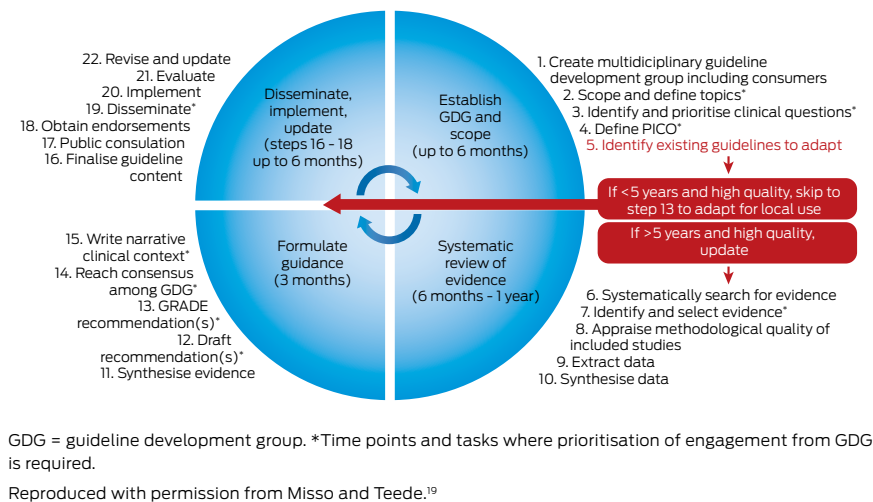 1. Create multidiciplinary guideline
development group including consumers
2. Scope and define topics*
3. Identify and prioritise clinical questions*
4. Define PICO*
5. Identify existing guidelines to adapt
If <5 years and high quality, skip to
step 13 to adapt for local use
If >5 years and high quality,
update
6. Systematically search for evidence
7. Identify and select evidence*
8. Appraise methodological quality of
included studies
9. Extract data
10. Synthesise data
Establish
GDG and
scope
(up to 6 months)
Systematic
review of
evidence
(6 months - 1 year)
Formulate
guidance
(3 months)
Disseminate,
implement,
update
(steps 16 - 18
up to 6 months)
15. Write narrative
clinical context*
14. Reach consensus
among GDG*
13. GRADE
recommendation(s)*
12. Draft
recommendation(s)*
11. Synthesise evidence
22. Revise and update
21. Evaluate
20. Implement
19. Disseminate*
18. Obtain endorsements
17. Public consulation
16. Finalise guideline
content
GDG = guideline development group. *Time points and tasks where prioritisation of engagement from GDG
is required.
Reproduced with permission from Misso and Teede.19